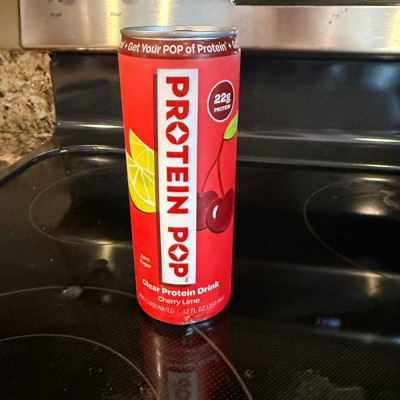 Get Your POP of Protein
22g
PROTEIN
PROTEIN POP
Zero
Sugar
Clear Protein Drink
Cherry Lime
12 FL OZ